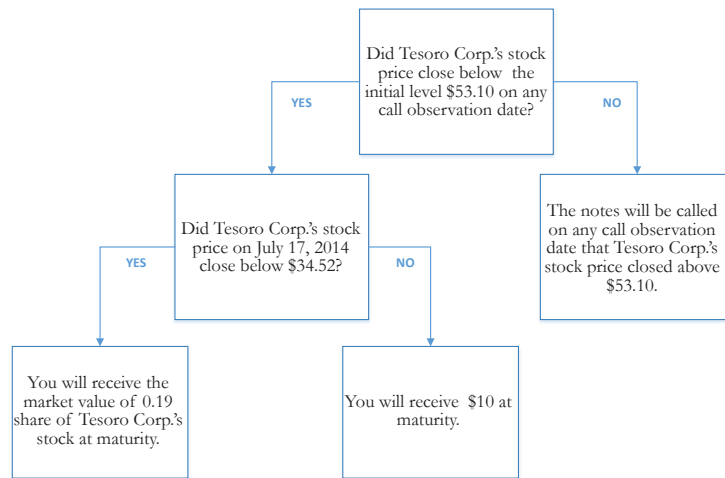 Did Tesoro Corp.'s stock
price close below the
initial level $53.10 on any
call observation date?
YES
NO
Did Tesoro Corp.'s stock
price on July 17, 2014
close below $34.52?
The notes will be called
on any call observation
date that Tesoro Corp.'s
stock price closed above
$53.10.
YES
NO
You will receive the
market value of 0.19
share of Tesoro Corp.'s
stock at maturity.
You will receive $10 at
maturity.